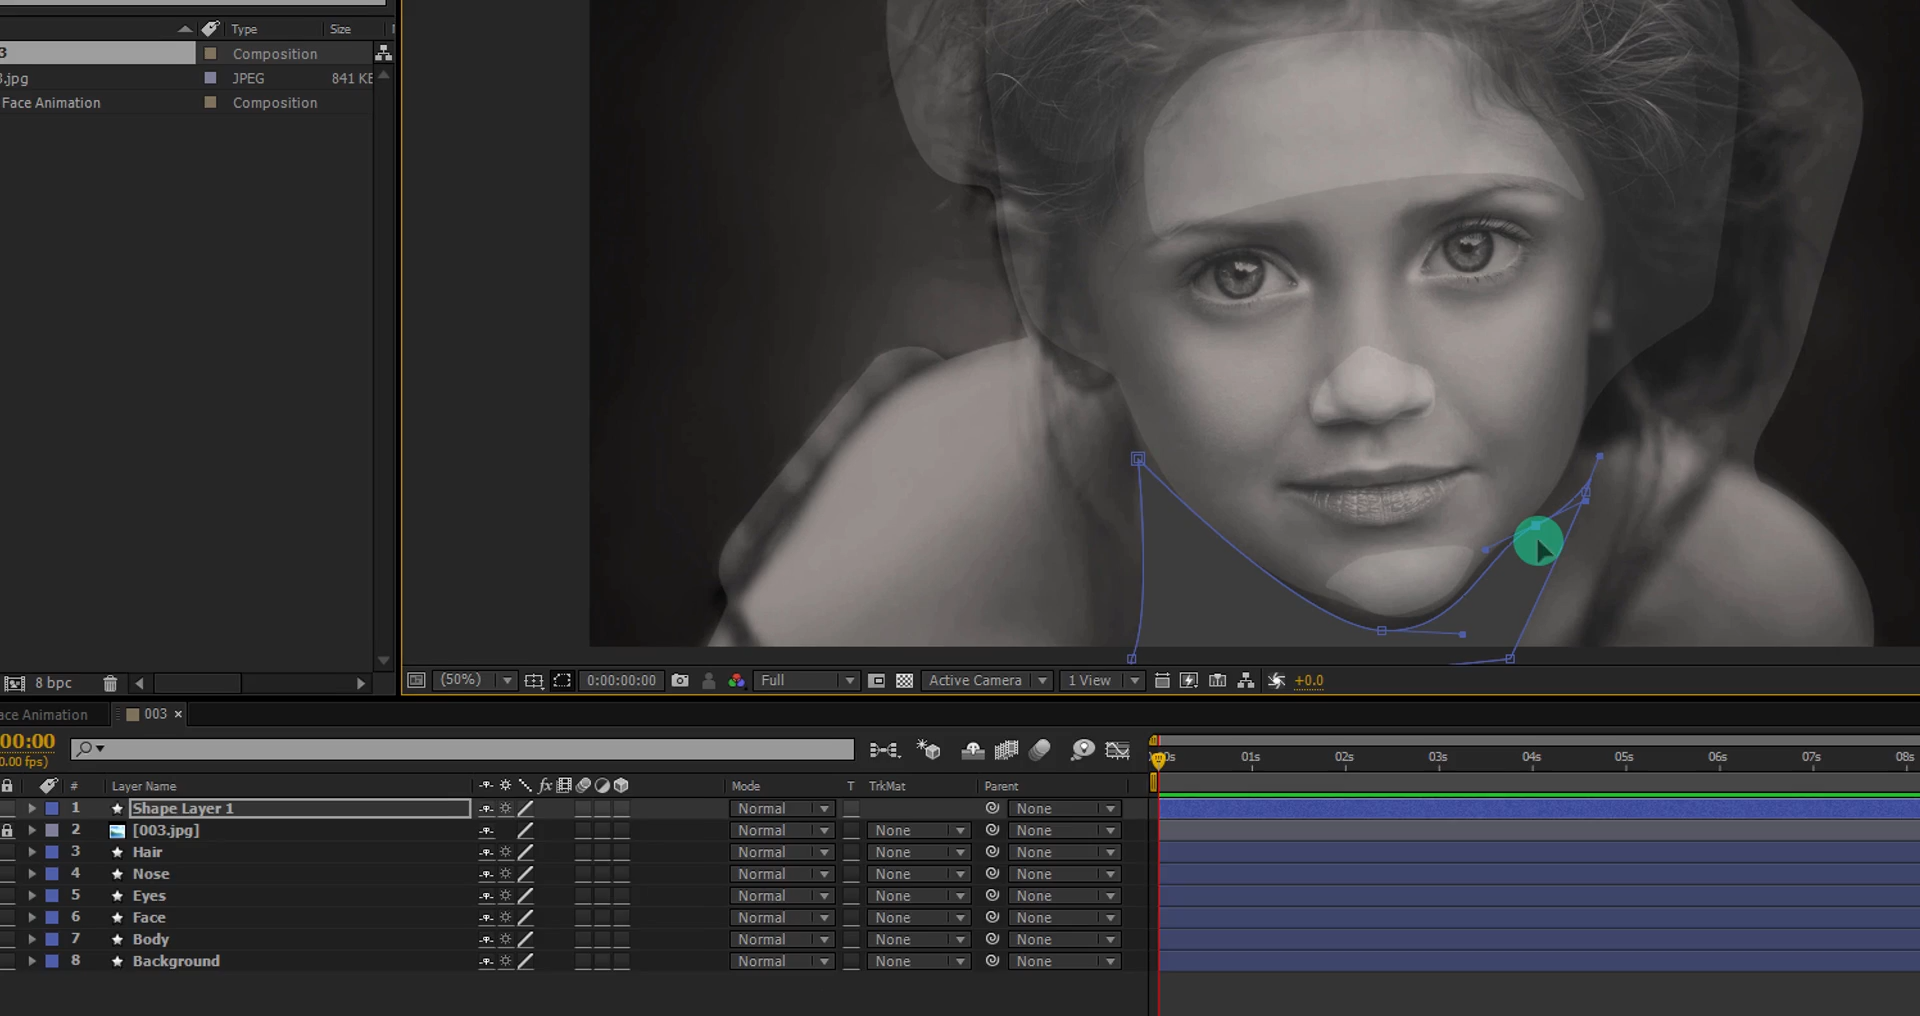 Type Size
3 Composition
3.jpg JPEG 841 KE
Face Animation Composition
8 bpc
(50%) 0:00:00:00 Full Active Camera 1 View +0.0
ace Animation 003 ×
00:00
0.00 fps)
00s 01s 02s 03s 04s 05s 06s 07s 08s
# Layer Name fx Mode T TrkMat Parent
1 Shape Layer 1 Normal None
2 [003.jpg] Normal None None
3 Hair Normal None None
4 Nose Normal None None
5 Eyes Normal None None
6 Face Normal None None
7 Body Normal None None
8 Background Normal None None